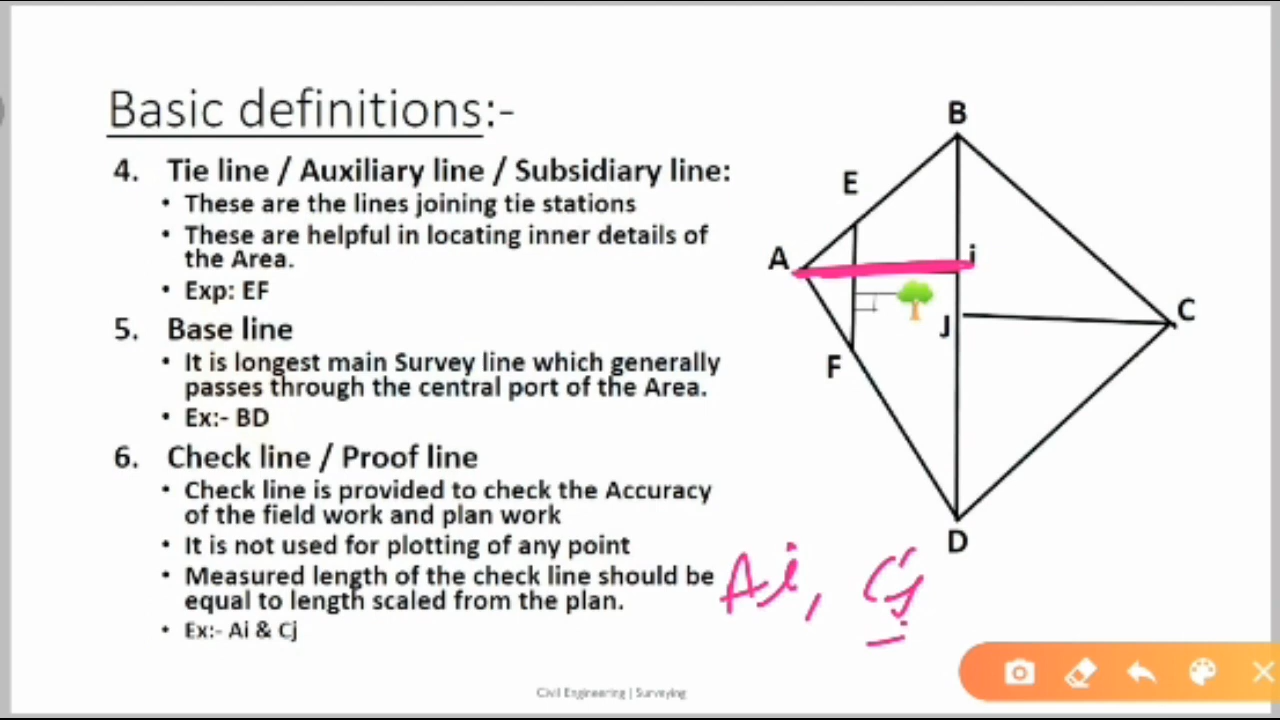 Basic definitions:-
4. Tie line / Auxiliary line / Subsidiary line:
• These are the lines joining tie stations
• These are helpful in locating inner details of
the Area.
• Exp: EF
5. Base line
• It is longest main Survey line which generally
passes through the central port of the Area.
• Ex:- BD
6. Check line / Proof line
• Check line is provided to check the Accuracy
of the field work and plan work
• It is not used for plotting of any point
• Measured length of the check line should be
equal to length scaled from the plan.
• Ex:- Ai & Cj
B
E
A
i
C
J
F
D
Ai, Cj
Civil Engineering | Surveying